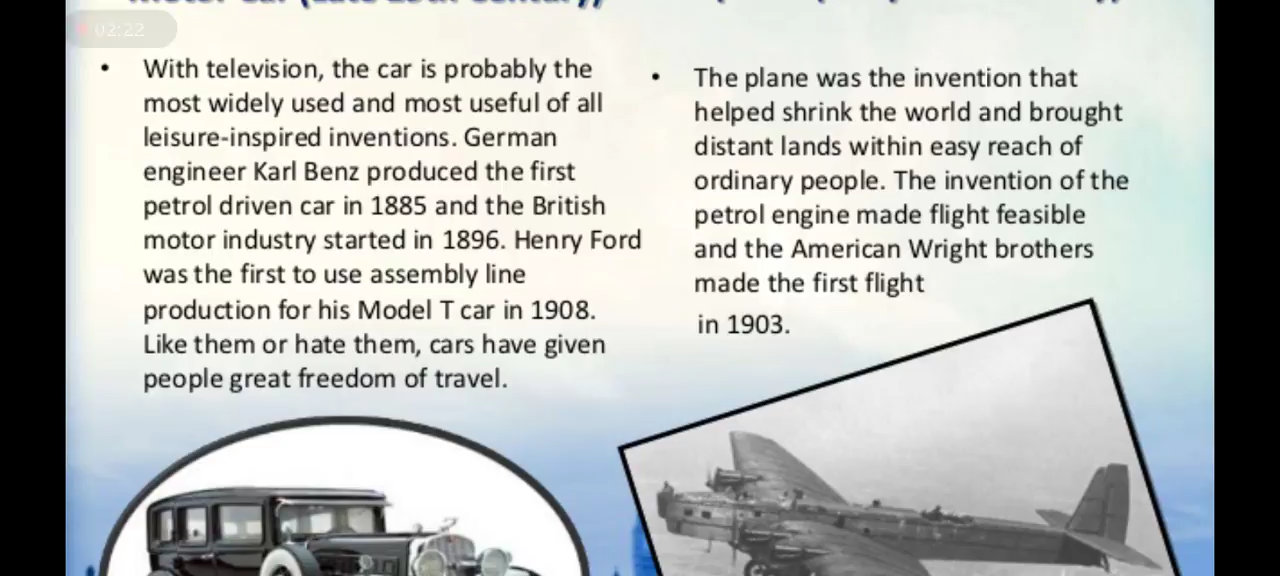 02:22
• With television, the car is probably the
most widely used and most useful of all
leisure-inspired inventions. German
engineer Karl Benz produced the first
petrol driven car in 1885 and the British
motor industry started in 1896. Henry Ford
was the first to use assembly line
production for his Model T car in 1908.
Like them or hate them, cars have given
people great freedom of travel.
• The plane was the invention that
helped shrink the world and brought
distant lands within easy reach of
ordinary people. The invention of the
petrol engine made flight feasible
and the American Wright brothers
made the first flight
in 1903.